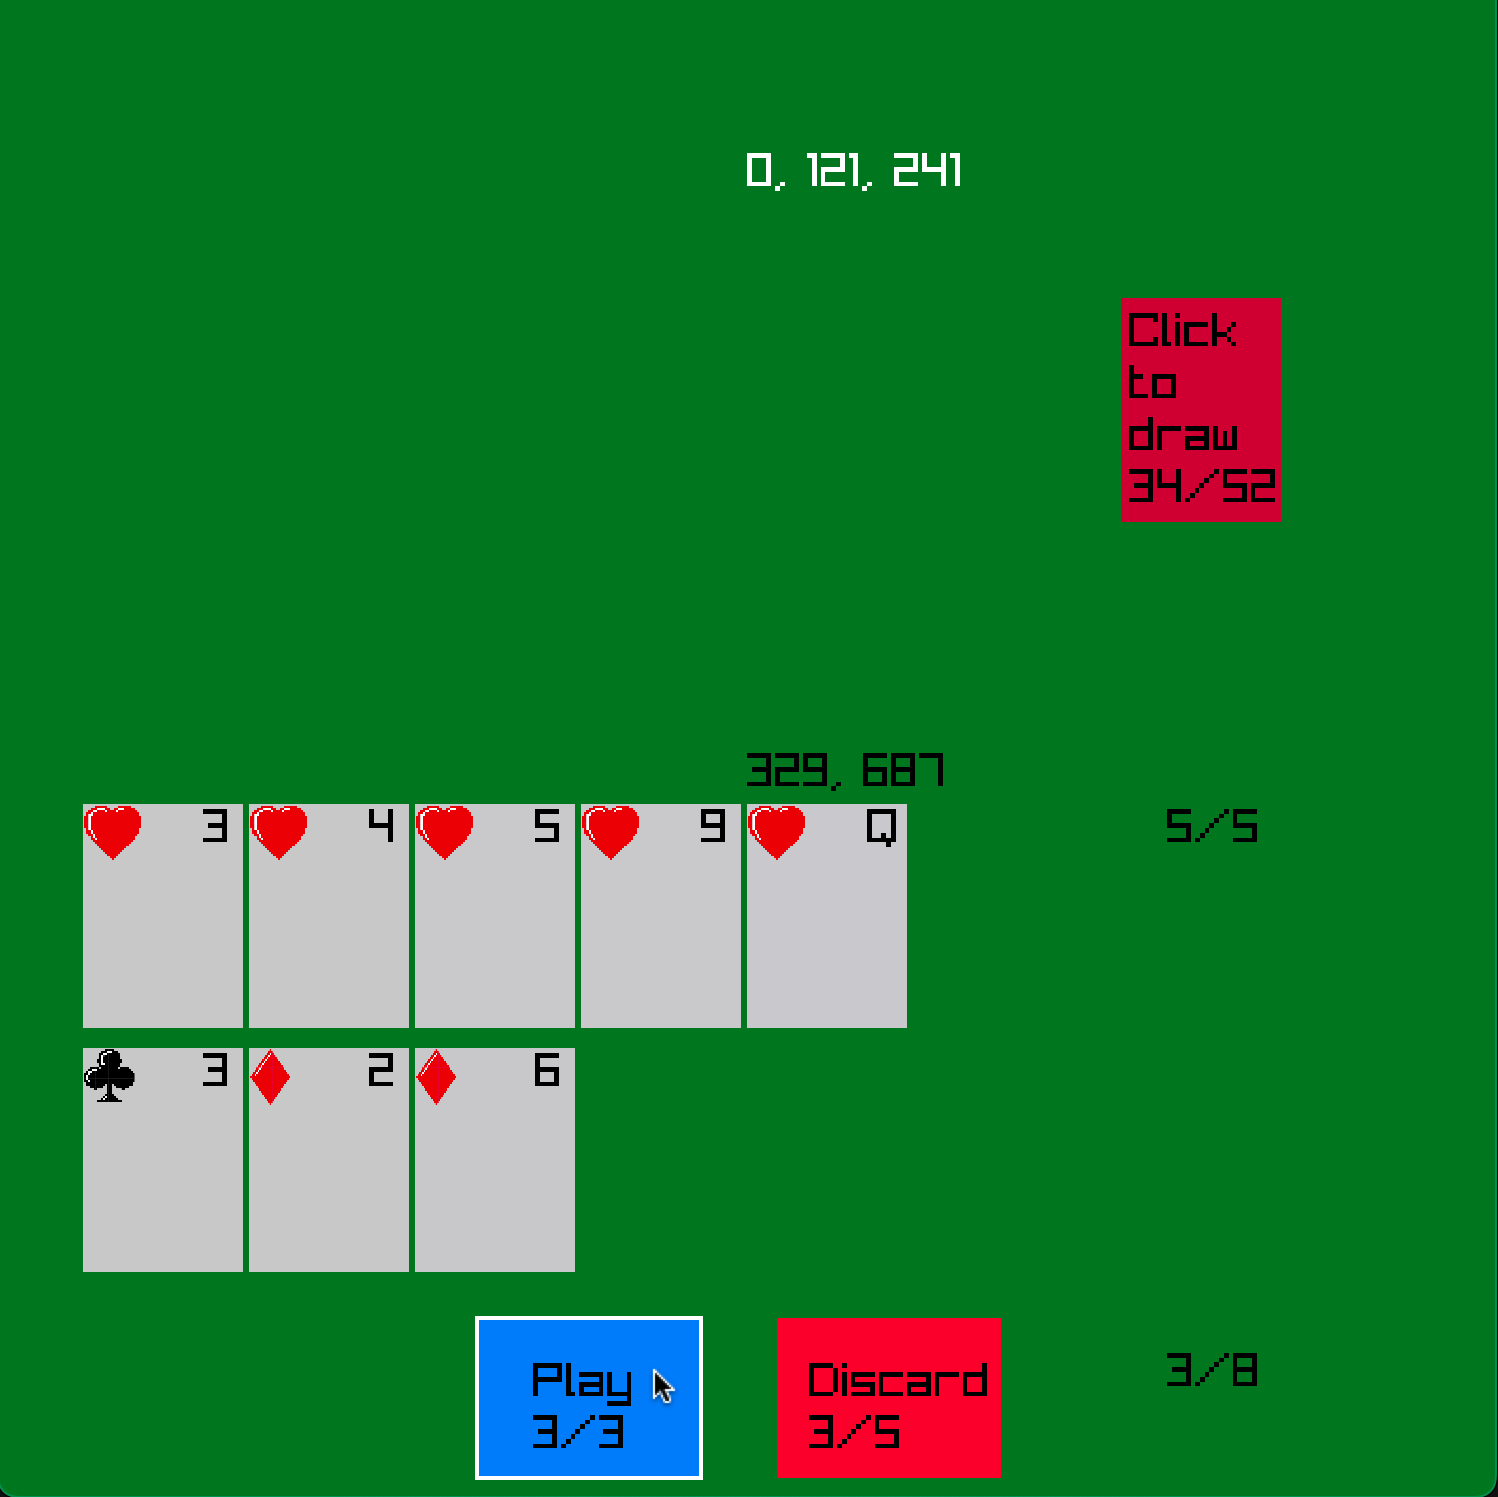 0, 121, 241
Click
to
draw
34/52
329, 687
3 4 5 9 Q
5/5
3 2 6
Play
3/3
Discard
3/5
3/8